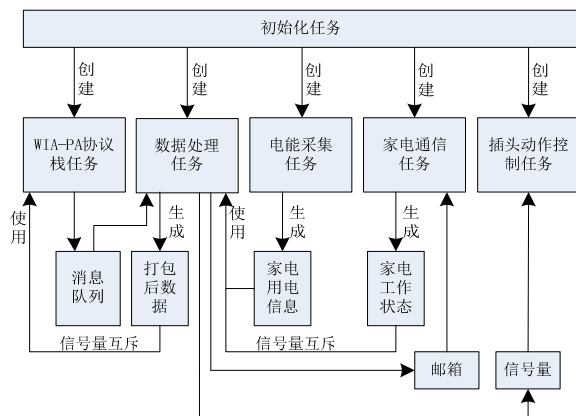 初始化任务
创建
创建
创建
创建
创建
WIA-PA协议
栈任务
数据处理
任务
电能采集
任务
家电通信
任务
插头动作控
制任务
使用
生成
使用
生成
生成
消息
队列
打包
后数
据
家电
用电
信息
家电
工作
状态
信号量互斥
信号量互斥
邮箱
信号量